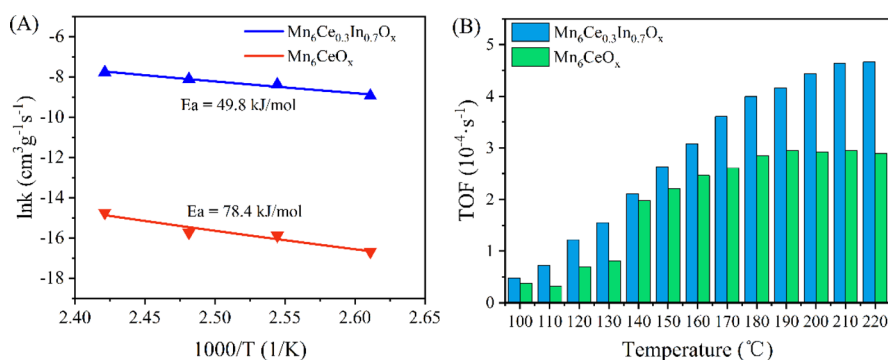 (A)
Mn₆Ce₀.₃In₀.₇Oₓ
Mn₆CeOₓ
Ea = 49.8 kJ/mol
Ea = 78.4 kJ/mol
lnk (cm³g⁻¹s⁻¹)
-6
-8
-10
-12
-14
-16
-18
2.40 2.45 2.50 2.55 2.60 2.65
1000/T (1/K)
(B)
Mn₆Ce₀.₃In₀.₇Oₓ
Mn₆CeOₓ
TOF (10⁻⁴·s⁻¹)
5
4
3
2
1
0
100 110 120 130 140 150 160 170 180 190 200 210 220
Temperature (℃)